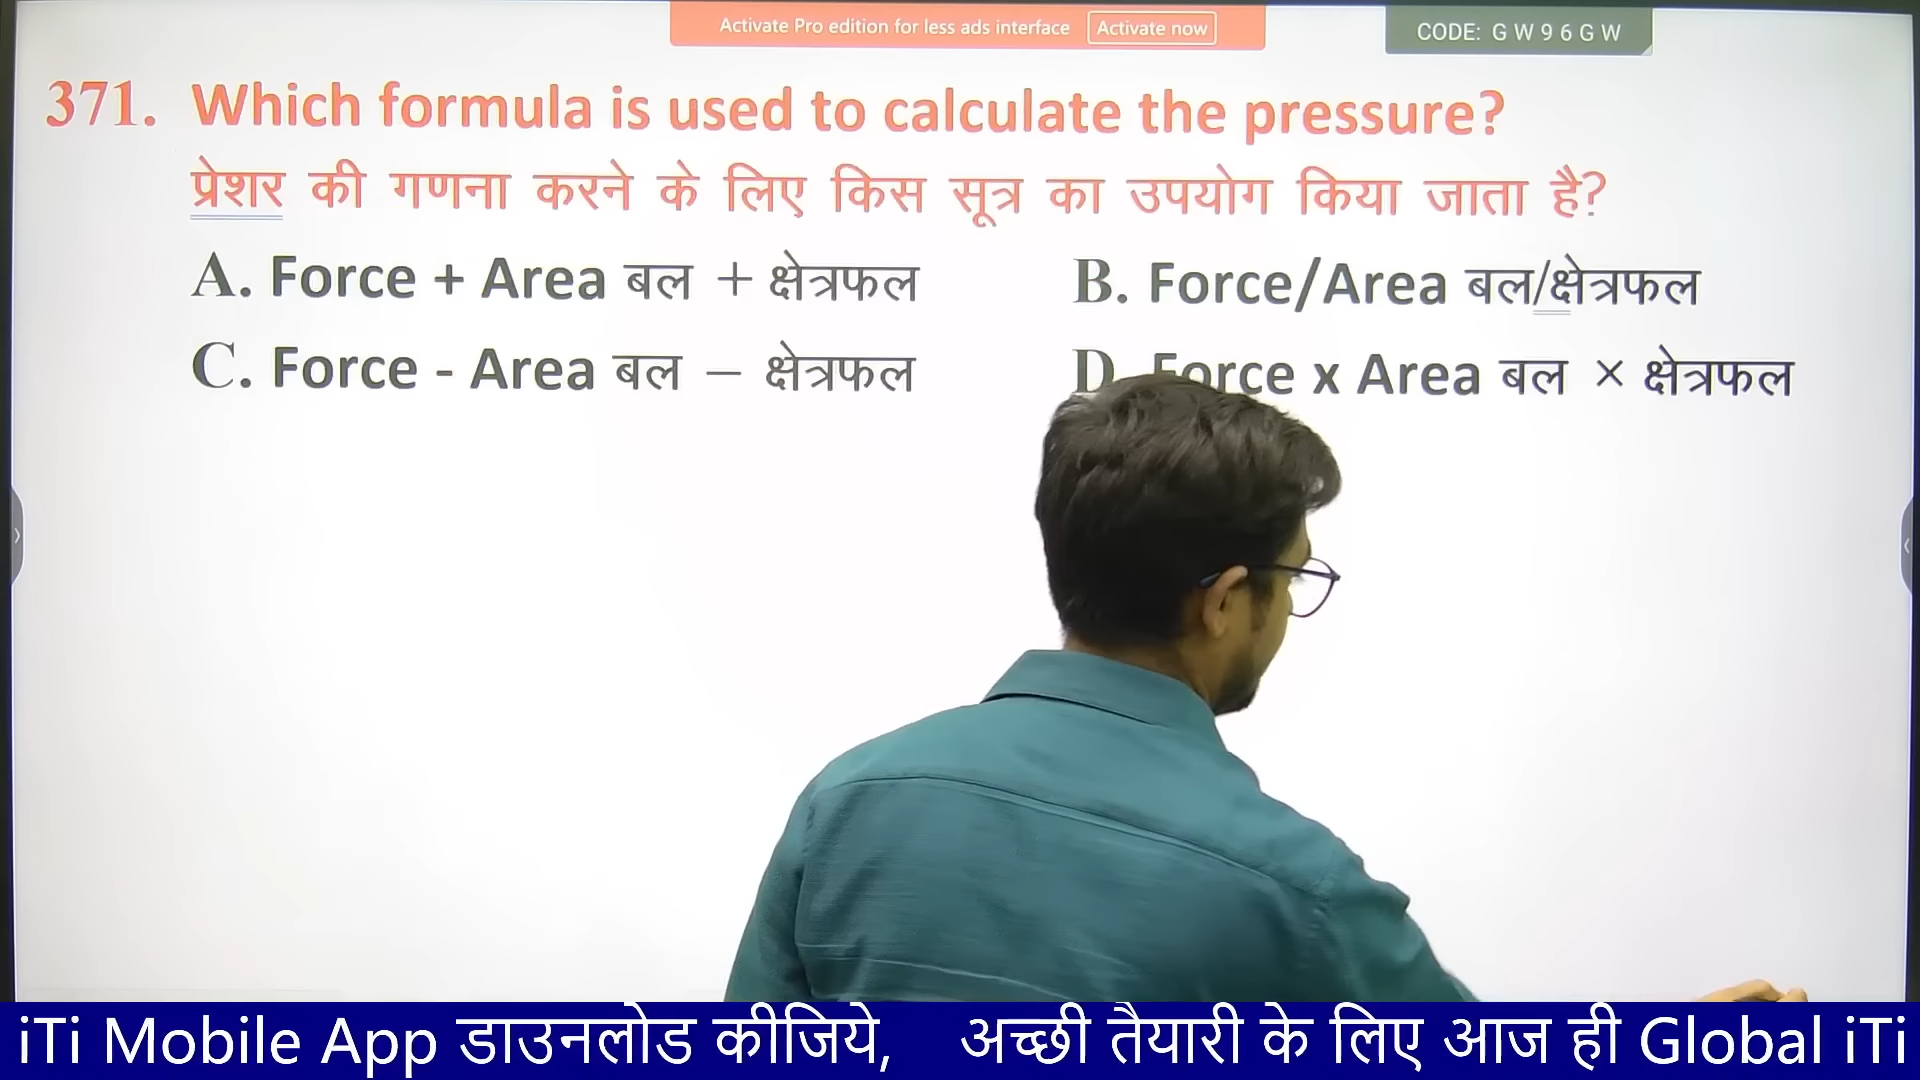 Activate Pro edition for less ads interface Activate now
CODE: G W 9 6 G W
371. Which formula is used to calculate the pressure?
प्रेशर की गणना करने के लिए किस सूत्र का उपयोग किया जाता है?
A. Force + Area बल + क्षेत्रफल
B. Force/Area बल/क्षेत्रफल
C. Force - Area बल – क्षेत्रफल
D. Force x Area बल × क्षेत्रफल
iTi Mobile App डाउनलोड कीजिये, अच्छी तैयारी के लिए आज ही Global iTi